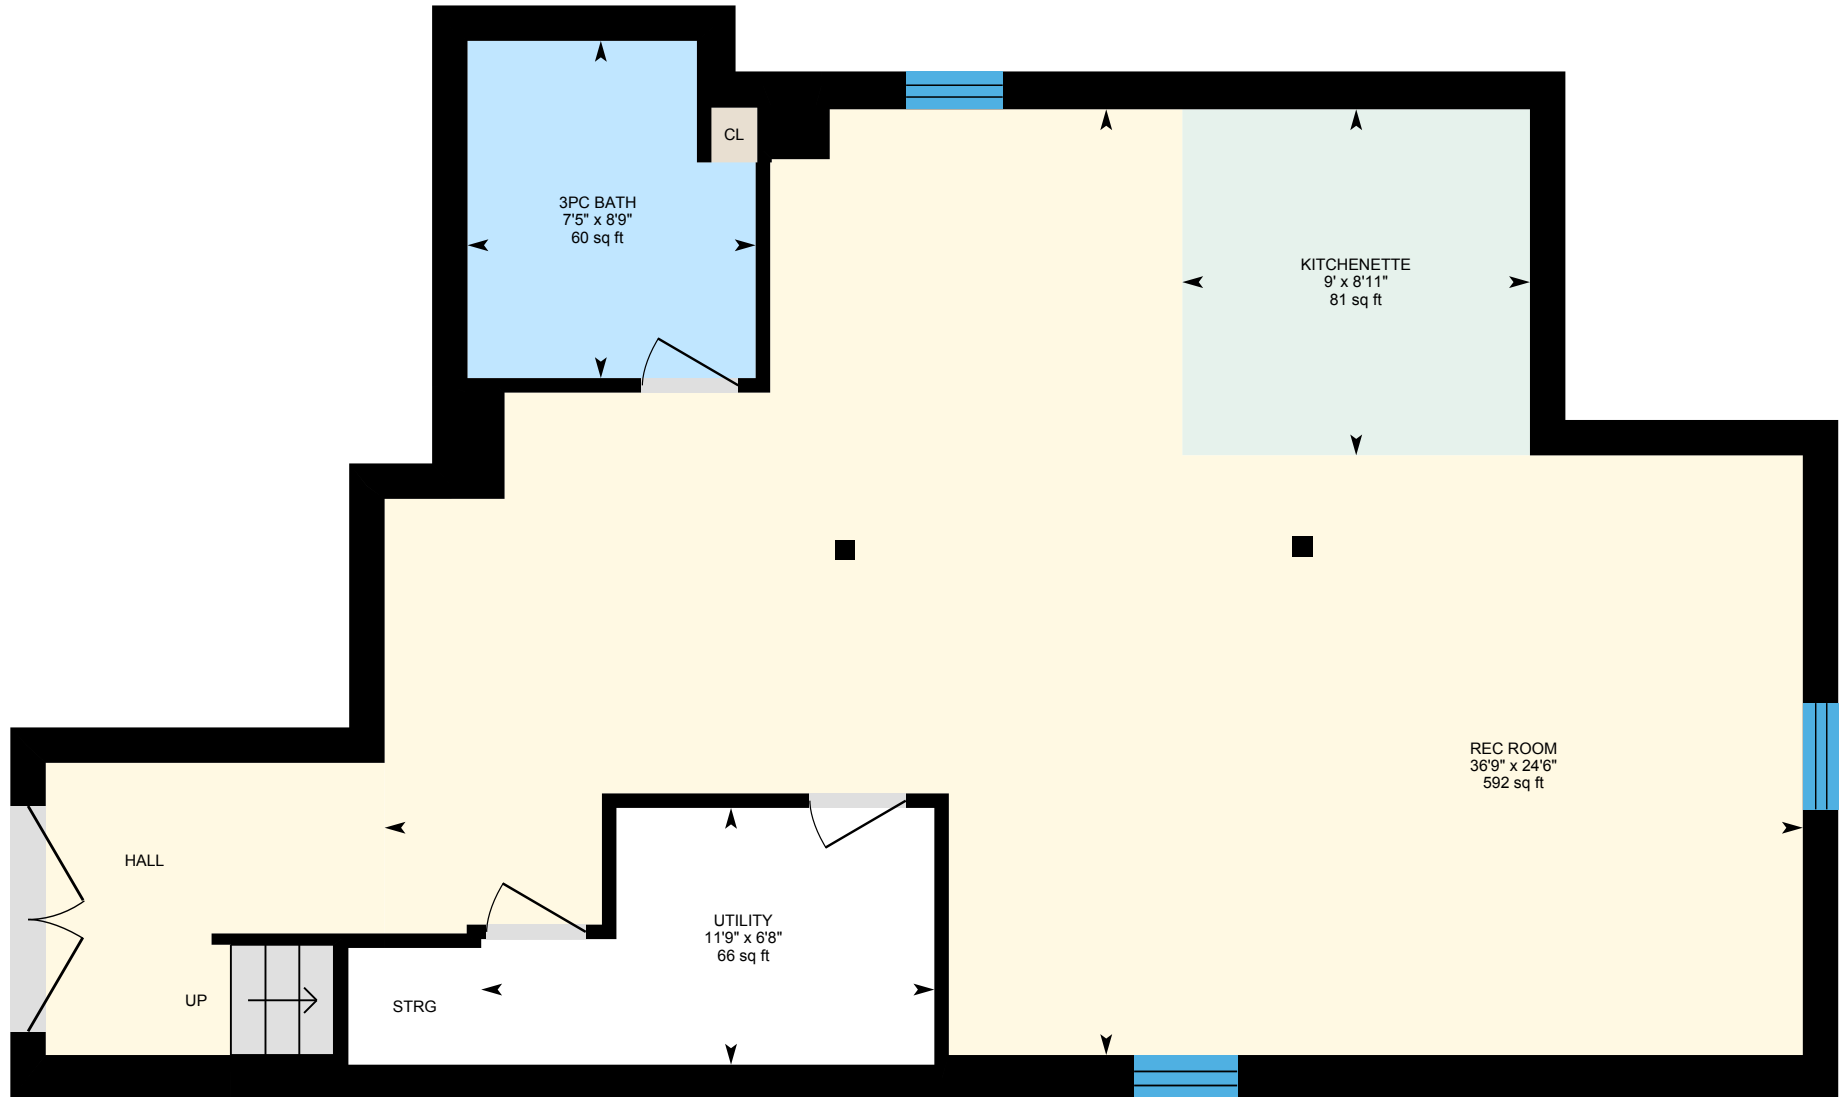 CL
3PC BATH
7'5" x 8'9"
60 sq ft
KITCHENETTE
9' x 8'11"
81 sq ft
REC ROOM
36'9" x 24'6"
592 sq ft
HALL
UTILITY
11'9" x 6'8"
66 sq ft
UP
STRG